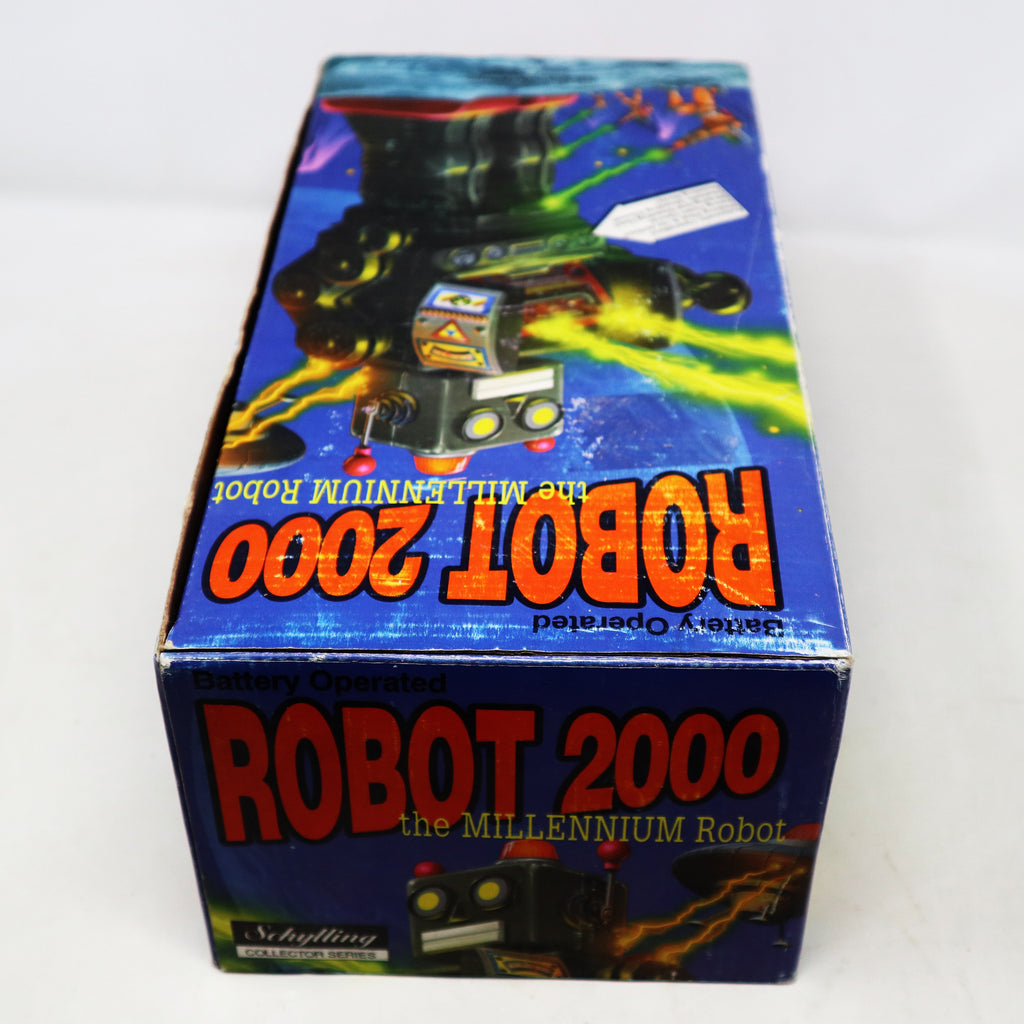 the MILLENNIUM Robot
ROBOT 2000
Battery Operated
Battery Operated
ROBOT 2000
the MILLENNIUM Robot
Schylling
COLLECTOR SERIES